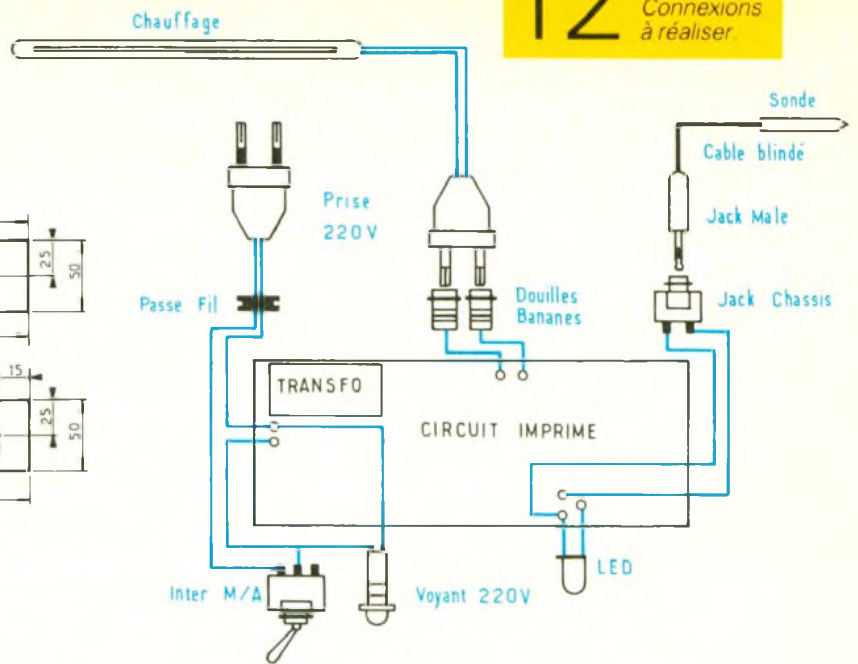 12
Connexions
à réaliser.
Chauffage
Sonde
Cable blindé
Prise
220V
Jack Male
25
50
Passe Fil
Douilles
Bananes
Jack Chassis
15
25
50
TRANSFO
CIRCUIT IMPRIME
Inter M/A
Voyant 220V
LED